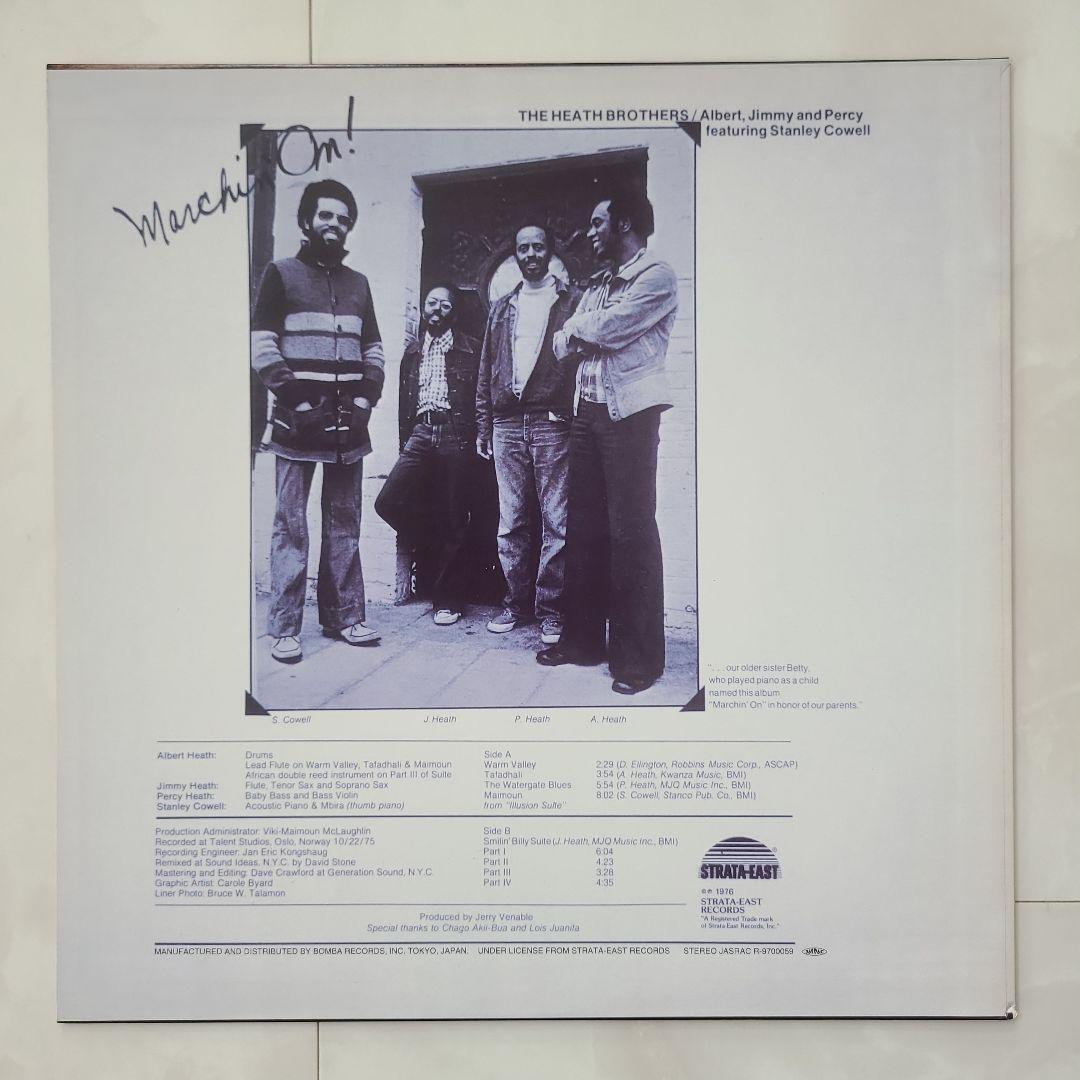 Marchin' On!
THE HEATH BROTHERS / Albert, Jimmy and Percy
featuring Stanley Cowell
"... our older sister Betty,
who played piano as a child
named this album
"Marchin' On" in honor of our parents."
S. Cowell J. Heath P. Heath A. Heath
Albert Heath: Drums
Lead Flute on Warm Valley, Tafadhali & Maimoun
African double reed instrument on Part III of Suite
Jimmy Heath: Flute, Tenor Sax and Soprano Sax
Percy Heath: Baby Bass and Bass Violin
Stanley Cowell: Acoustic Piano & Mbira (thumb piano)
Side A
Warm Valley 2:29 (D. Ellington, Robbins Music Corp., ASCAP)
Tafadhali 3:54 (A. Heath, Kwanza Music, BMI)
The Watergate Blues 5:54 (P. Heath, MJQ Music Inc., BMI)
Maimoun 8:02 (S. Cowell, Stanco Pub. Co., BMI)
from "Illusion Suite"
Production Administrator: Viki-Maimoun McLaughlin
Recorded at Talent Studios, Oslo, Norway 10/22/75
Recording Engineer: Jan Eric Kongshaug
Remixed at Sound Ideas, N.Y.C. by David Stone
Mastering and Editing: Dave Crawford at Generation Sound, N.Y.C.
Graphic Artist: Carole Byard
Liner Photo: Bruce W. Talamon
Side B
Smilin' Billy Suite (J. Heath, MJQ Music Inc., BMI)
Part I 6:04
Part II 4:23
Part III 3:28
Part IV 4:35
STRATA-EAST
®
© ℗ 1976
STRATA-EAST
RECORDS
"A Registered Trade mark
of Strata-East Records, Inc."
Produced by Jerry Venable
Special thanks to Chago Akii-Bua and Lois Juanita
MANUFACTURED AND DISTRIBUTED BY BOMBA RECORDS, INC. TOKYO, JAPAN. UNDER LICENSE FROM STRATA-EAST RECORDS STEREO JASRAC R-9700059